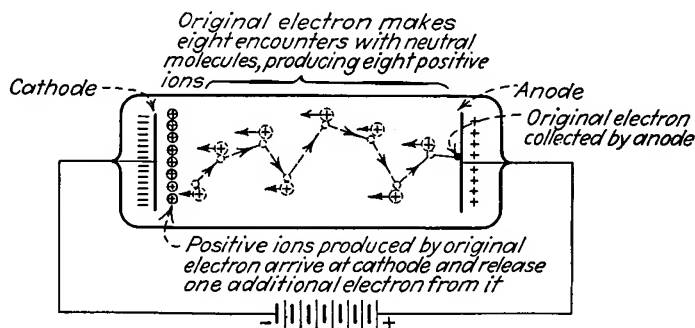 Original electron makes
eight encounters with neutral
molecules, producing eight positive
ions
Cathode
Anode
Original electron
collected by anode
Positive ions produced by original
electron arrive at cathode and release
one additional electron from it
- +